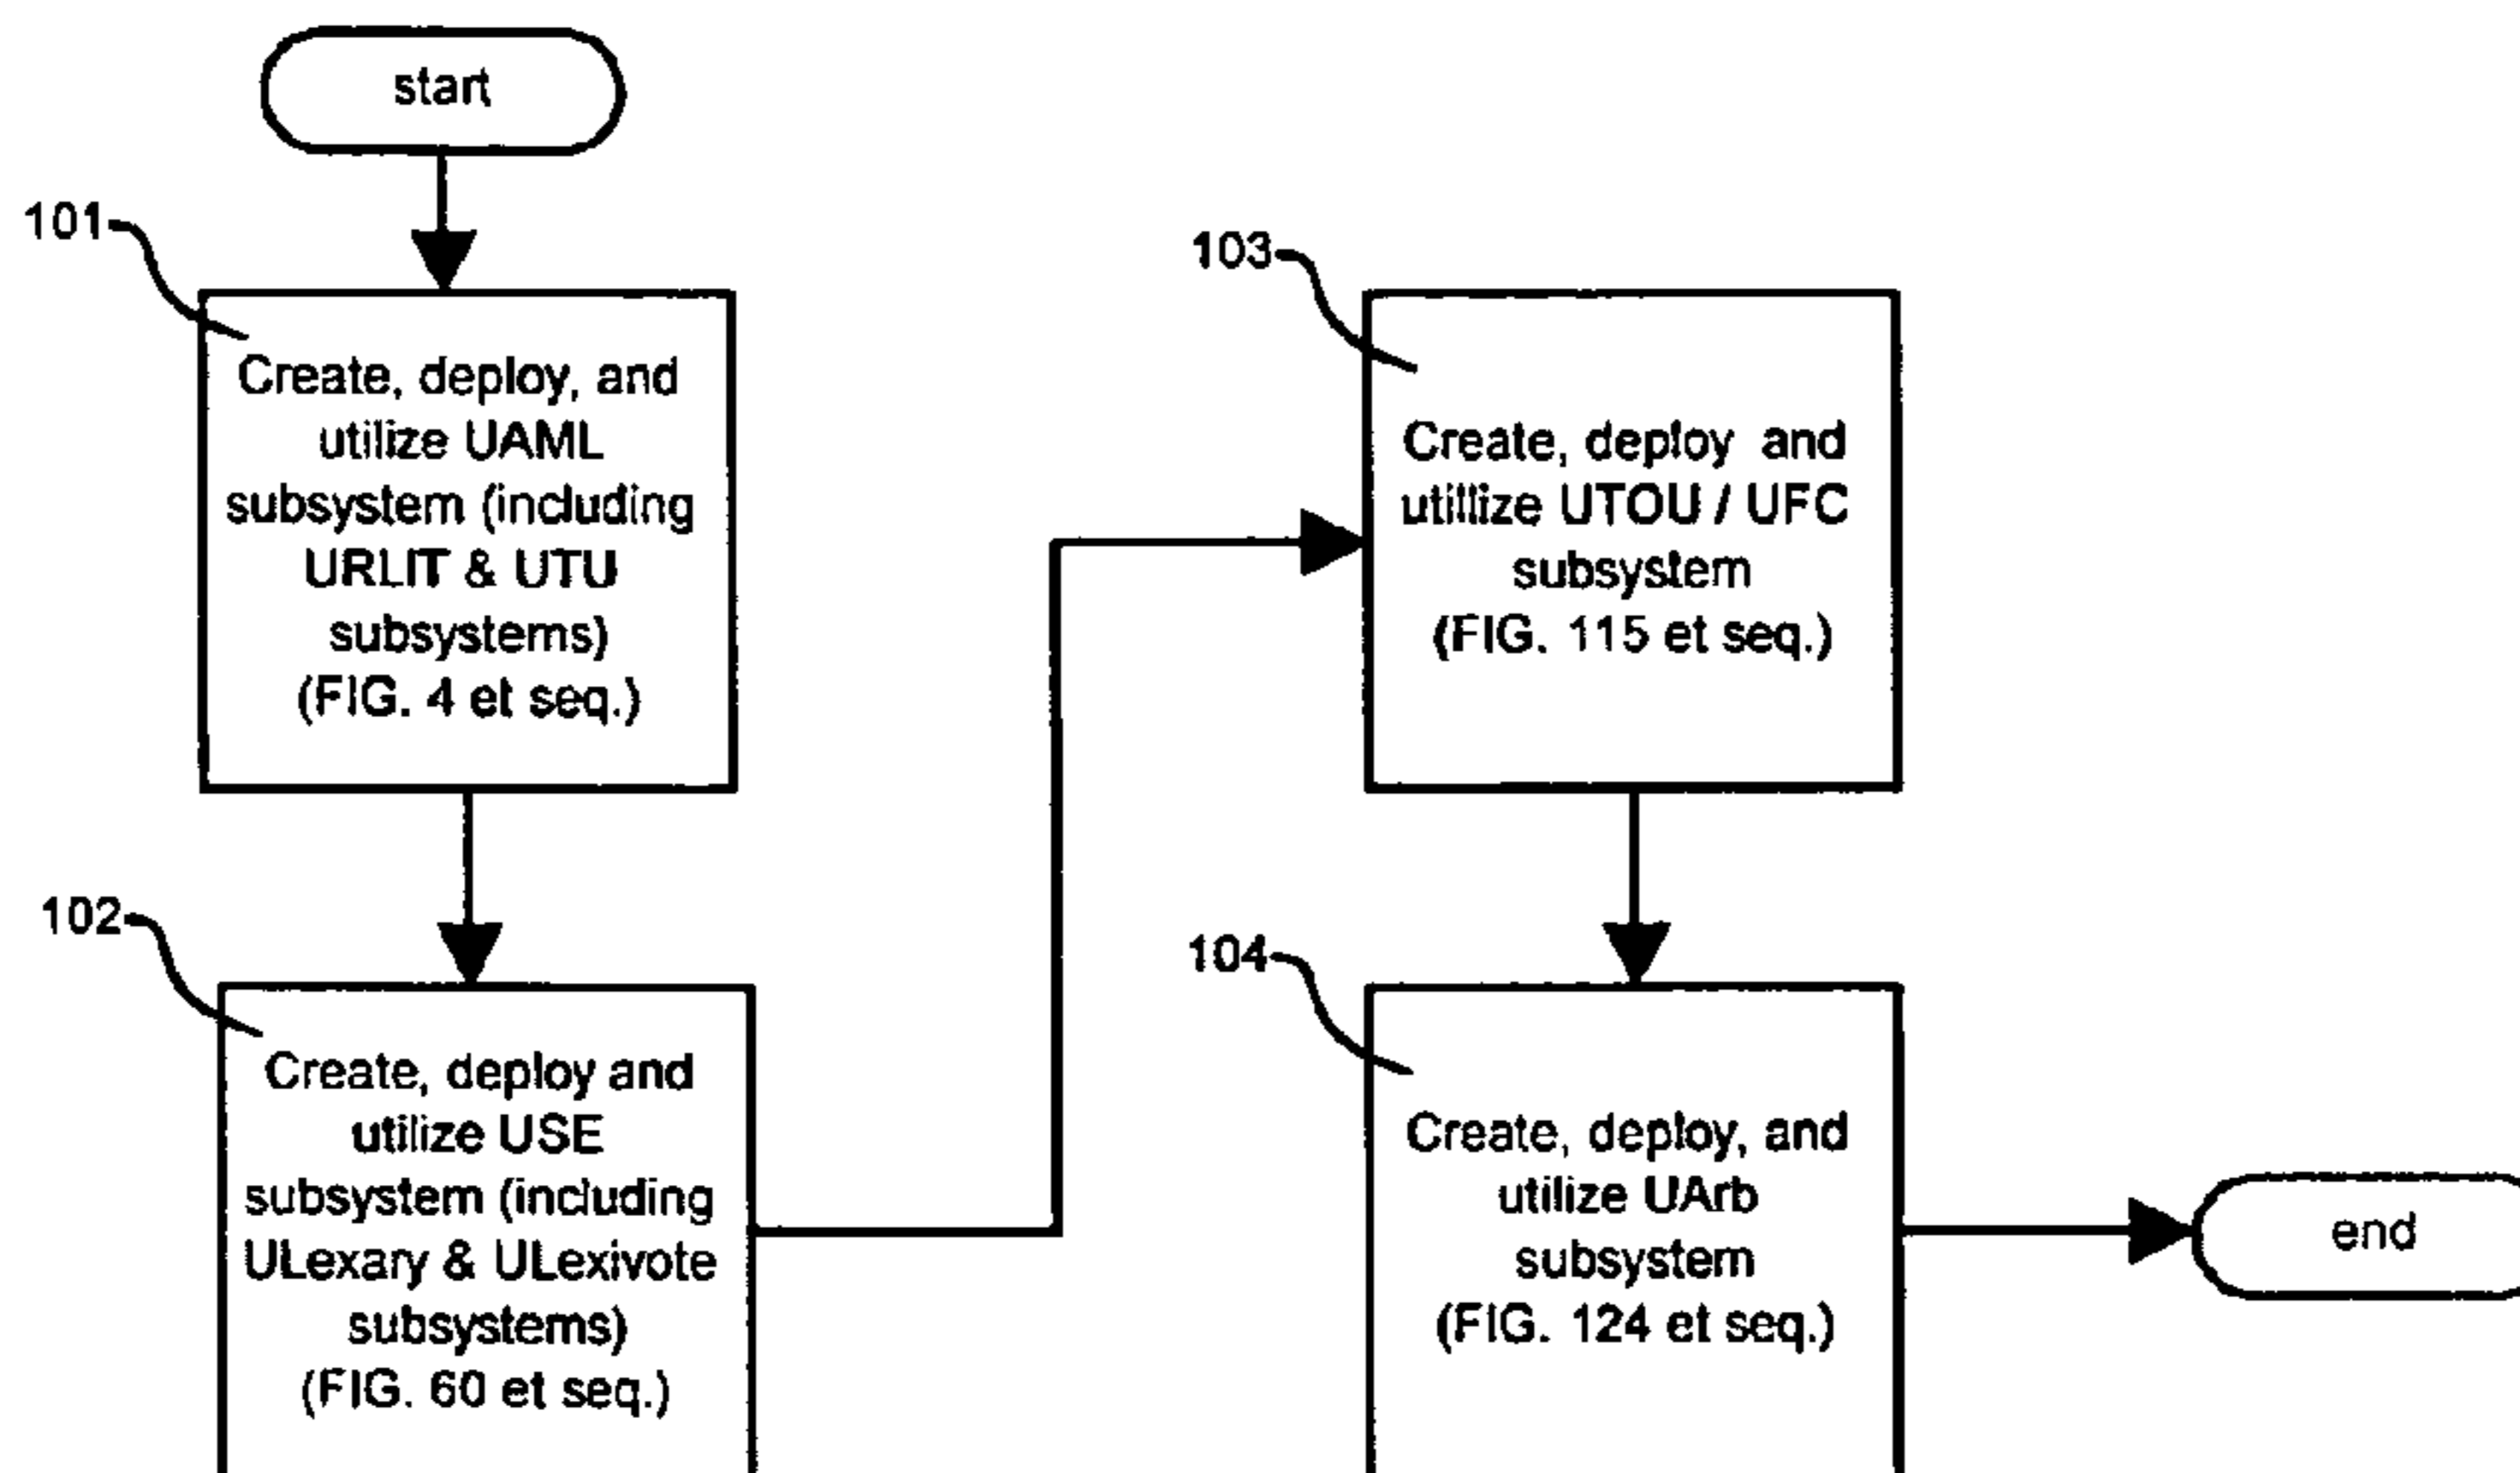 start
101
Create, deploy, and
utilize UAML
subsystem (including
URLIT & UTU
subsystems)
(FIG. 4 et seq.)
102
Create, deploy and
utilize USE
subsystem (including
ULexary & ULexivote
subsystems)
(FIG. 60 et seq.)
103
Create, deploy and
utillize UTOU / UFC
subsystem
(FIG. 115 et seq.)
104
Create, deploy, and
utilize UArb
subsystem
(FIG. 124 et seq.)
end